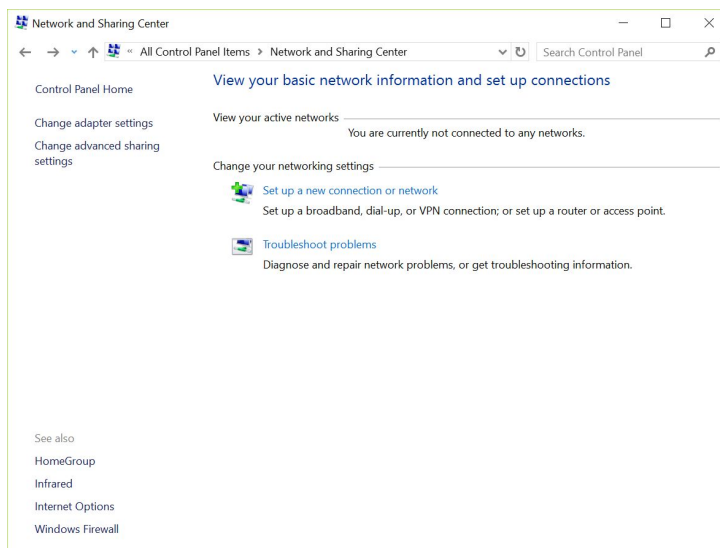 Network and Sharing Center
« All Control Panel Items > Network and Sharing Center
Search Control Panel
Control Panel Home
Change adapter settings
Change advanced sharing
settings
View your basic network information and set up connections
View your active networks
You are currently not connected to any networks.
Change your networking settings
Set up a new connection or network
Set up a broadband, dial-up, or VPN connection; or set up a router or access point.
Troubleshoot problems
Diagnose and repair network problems, or get troubleshooting information.
See also
HomeGroup
Infrared
Internet Options
Windows Firewall